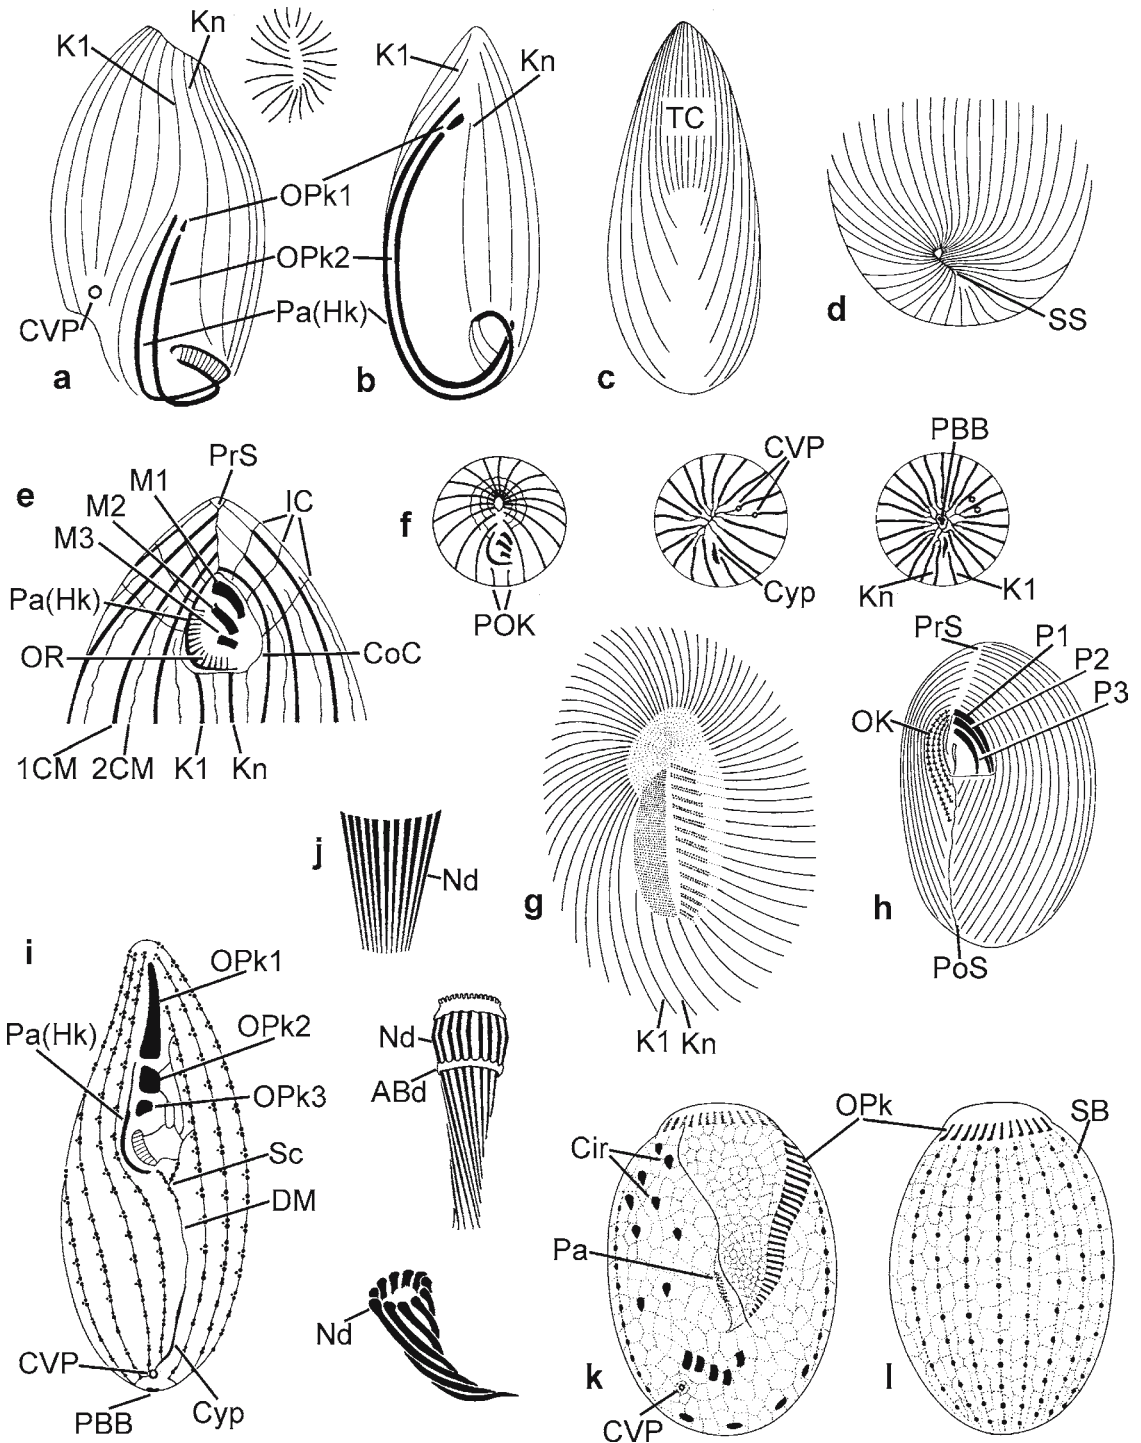 Kn
K1
K1
Kn
TC
OPk1
OPk2
Pa(Hk)
CVP
SS
a
b
c
d
e
PrS
M1
M2
M3
IC
Pa(Hk)
OR
CoC
1CM 2CM K1 Kn
f
CVP
PBB
POK
Cyp
Kn
K1
g
K1 Kn
PrS
P1
P2
P3
OK
h
PoS
j
Nd
i
OPk1
OPk2
OPk3
Pa(Hk)
Sc
DM
CVP
PBB
Cyp
Nd
ABd
Nd
OPk
SB
Cir
Pa
k
l
CVP